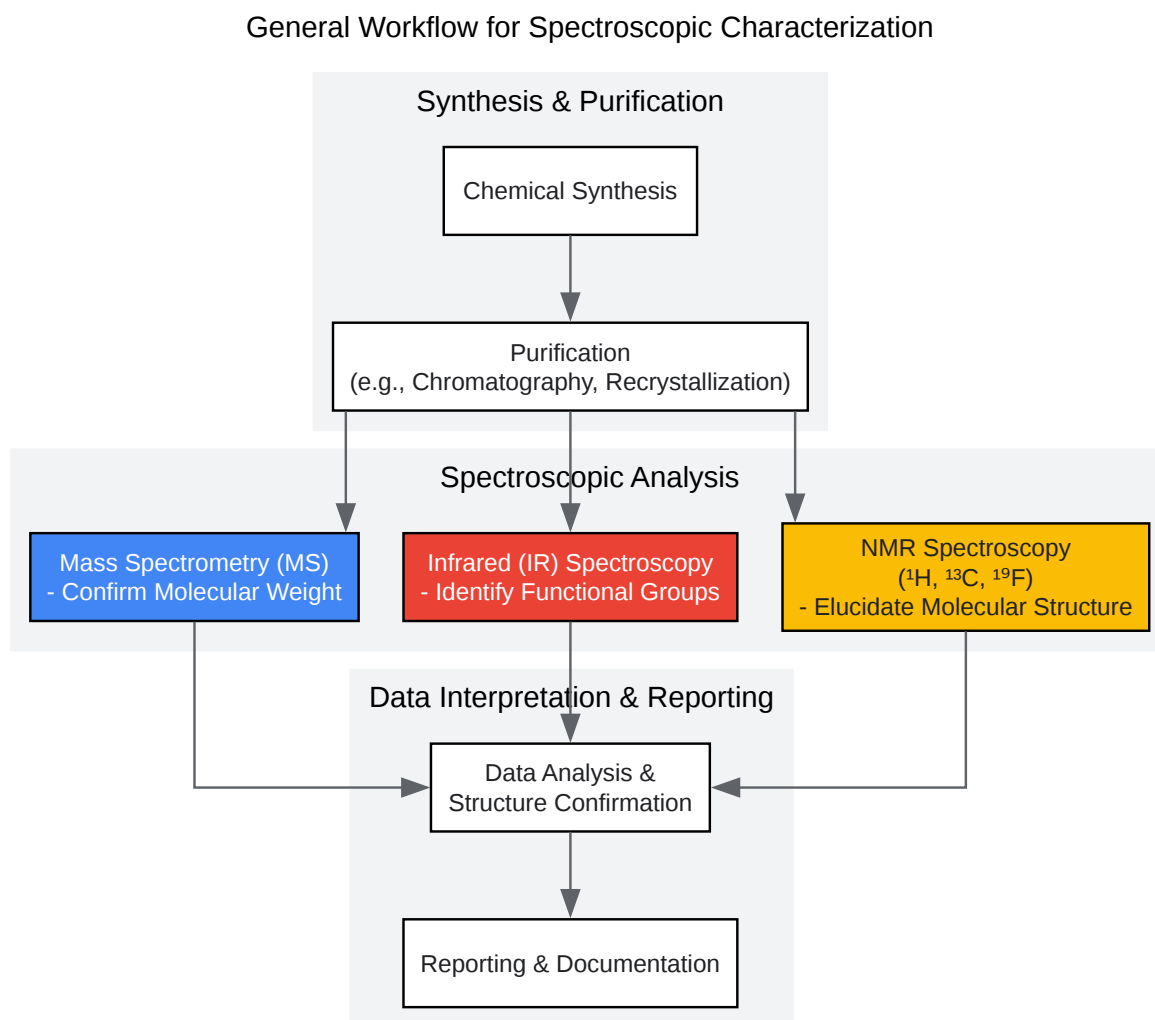 General Workflow for Spectroscopic Characterization
Synthesis & Purification
Chemical Synthesis
Purification
(e.g., Chromatography, Recrystallization)
Spectroscopic Analysis
Mass Spectrometry (MS)
- Confirm Molecular Weight
Infrared (IR) Spectroscopy
- Identify Functional Groups
NMR Spectroscopy
(¹H, ¹³C, ¹⁹F)
- Elucidate Molecular Structure
Data Interpretation & Reporting
Data Analysis &
Structure Confirmation
Reporting & Documentation